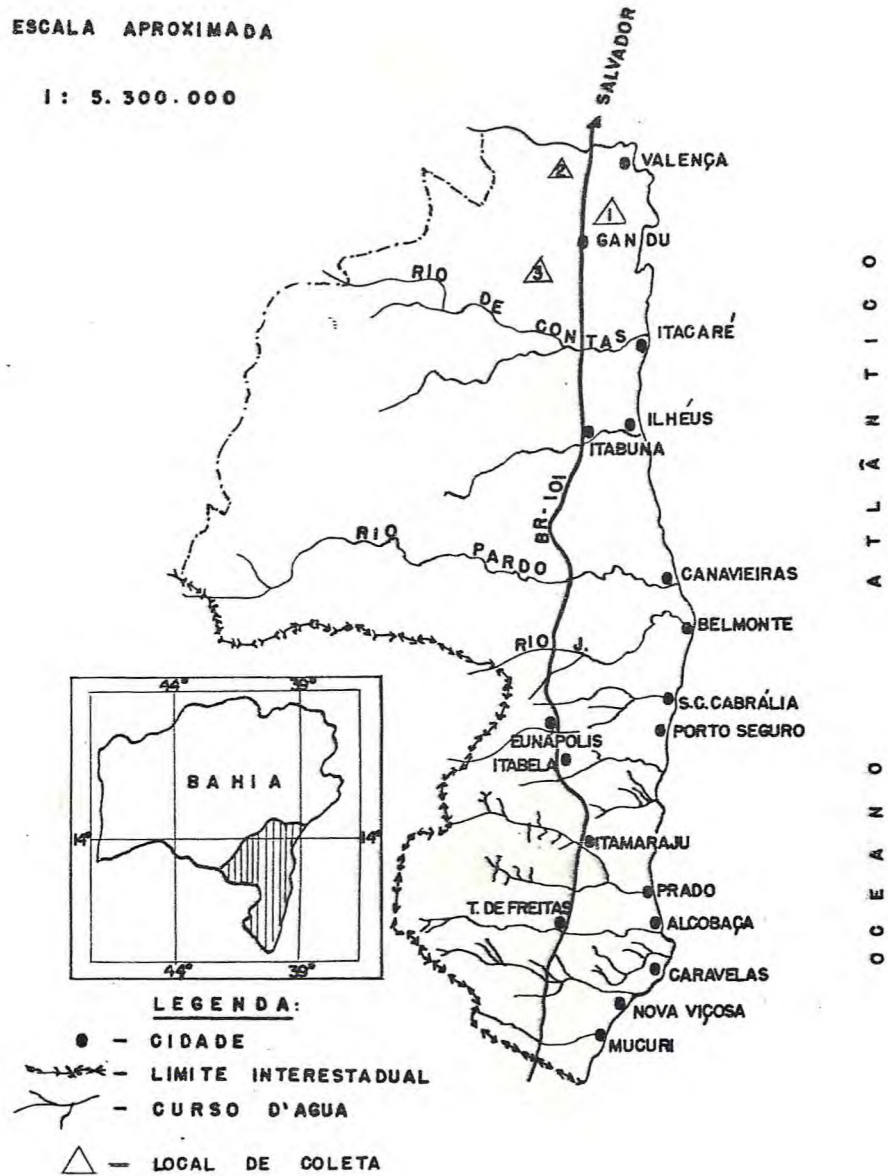 ESCALA APROXIMADA
1: 5.300.000
SALVADOR
VALENÇA
2
1
GANDU
3
RIO DE CONTAS
ITACARÉ
ILHÉUS
ITABUNA
BR-101
RIO PARDO
CANAVIEIRAS
BELMONTE
RIO J.
S.C. CABRÁLIA
PORTO SEGURO
EUNÁPOLIS
ITABELA
ITAMARAJU
PRADO
T. DE FREITAS
ALCOBAÇA
CARAVELAS
NOVA VIÇOSA
MUCURI
OCEANO ATLÂNTICO
44° 39°
BAHIA
14° 14°
44° 39°
LEGENDA:
- CIDADE
- LIMITE INTERESTADUAL
- CURSO D'AGUA
- LOCAL DE COLETA